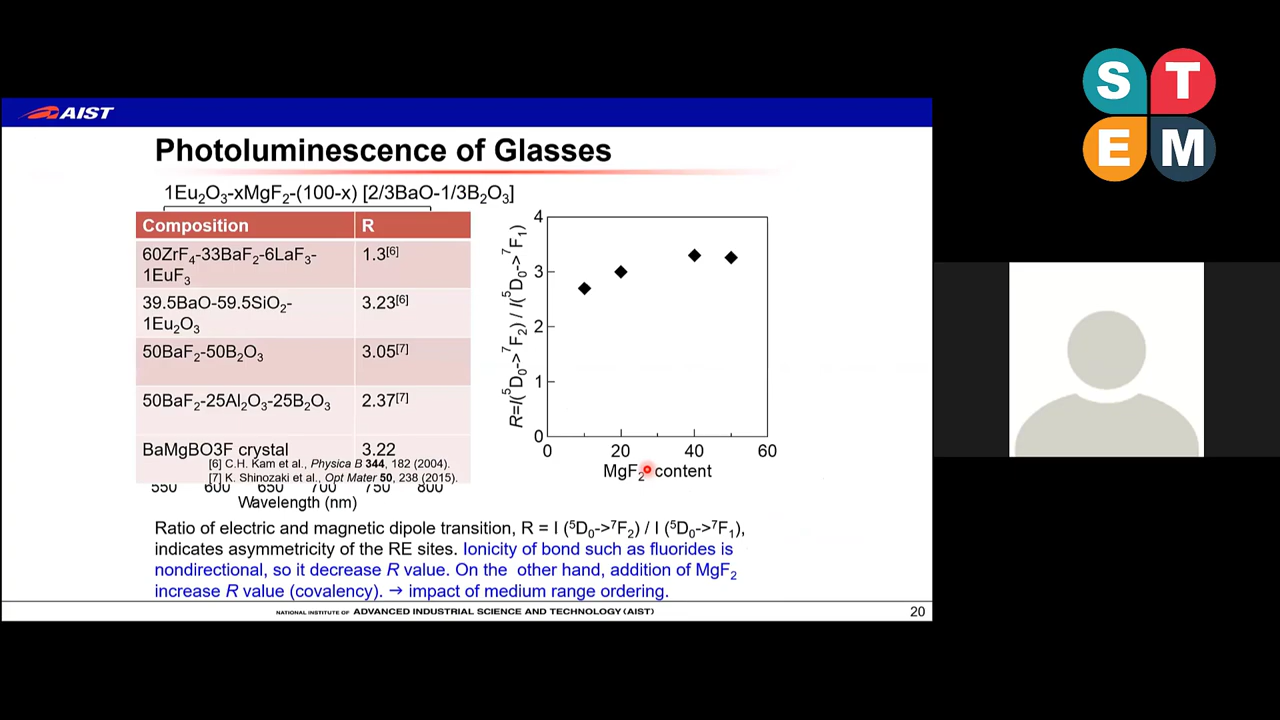 AIST
S T
E M
Photoluminescence of Glasses
1Eu₂O₃-xMgF₂-(100-x) [2/3BaO-1/3B₂O₃]
Composition R
60ZrF₄-33BaF₂-6LaF₃-
1EuF₃
1.3[6]
39.5BaO-59.5SiO₂-
1Eu₂O₃
3.23[6]
50BaF₂-50B₂O₃ 3.05[7]
50BaF₂-25Al₂O₃-25B₂O₃ 2.37[7]
BaMgBO3F crystal 3.22
[6] C.H. Kam et al., Physica B 344, 182 (2004).
[7] K. Shinozaki et al., Opt Mater 50, 238 (2015).
550 600 650 700 750 800
Wavelength (nm)
R=I(⁵D₀->⁷F₂) / I(⁵D₀->⁷F₁)
4
3
2
1
0
0 20 40 60
MgF₂ content
Ratio of electric and magnetic dipole transition, R = I (⁵D₀->⁷F₂) / I (⁵D₀->⁷F₁),
indicates asymmetricity of the RE sites. Ionicity of bond such as fluorides is
nondirectional, so it decrease R value. On the other hand, addition of MgF₂
increase R value (covalency). → impact of medium range ordering.
NATIONAL INSTITUTE OF ADVANCED INDUSTRIAL SCIENCE AND TECHNOLOGY (AIST)
20